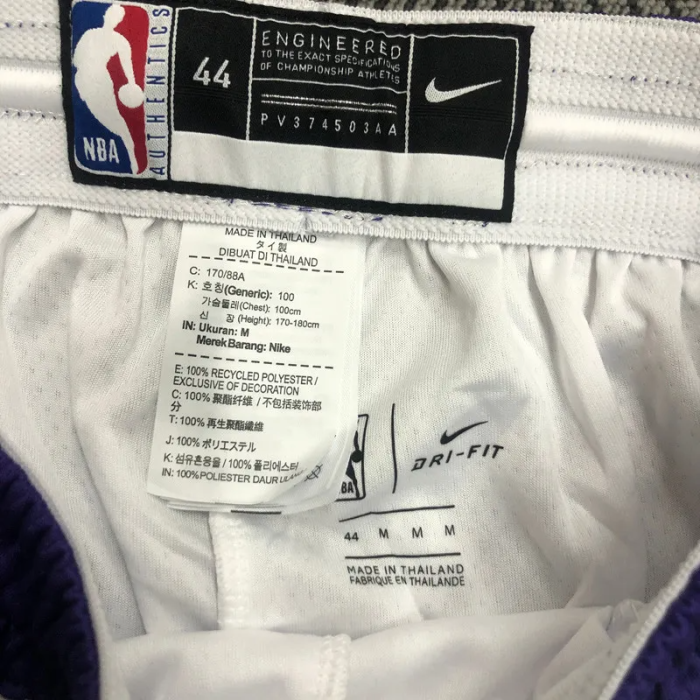 NBA
AUTHENTICS
44
ENGINEERED
TO THE EXACT SPECIFICATIONS
OF CHAMPIONSHIP ATHLETES
PV374503AA
MADE IN THAILAND
タイ製
DIBUAT DI THAILAND
C: 170/88A
K: 호칭(Generic): 100
가슴둘레(Chest): 100cm
신 장 (Height): 170-180cm
IN: Ukuran: M
MerekBarang: Nike
E: 100% RECYCLED POLYESTER /
EXCLUSIVE OF DECORATION
C: 100% 聚酯纤维 / 不包括装饰部
分
T: 100% 聚酯纖維
J: 100% ポリエステル
K: 섬유혼용율 / 100% 폴리에스터
IN: 100% POLIESTER DAUR
BA
DRI-FIT
44 M M M
MADE IN THAILAND
FABRIQUE EN THAILANDE